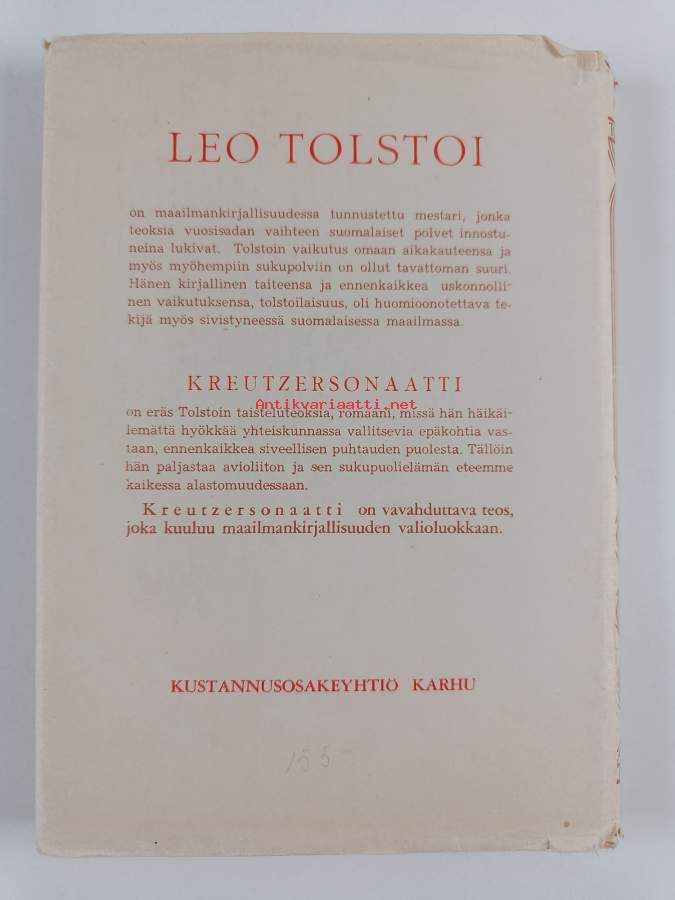 LEO TOLSTOI
on maailmankirjallisuudessa tunnustettu mestari, jonka
teoksia vuosisadan vaihteen suomalaiset polvet innostu-
neina lukivat. Tolstoin vaikutus omaan aikakauteensa ja
myös myöhempiin sukupolviin on ollut tavattoman suuri.
Hänen kirjallinen taiteensa ja ennenkaikkea uskonnolli-
nen vaikutuksensa, tolstoilaisuus, oli huomioonotettava te-
kijä myös sivistyneessä suomalaisessa maailmassa.
KREUTZERSONAATTI
Antikvariaatti.net
on eräs Tolstoin taisteluteoksia, romaani, missä hän häikäi-
lemättä hyökkää yhteiskunnassa vallitsevia epäkohtia vas-
taan, ennenkaikkea siveellisen puhtauden puolesta. Tällöin
hän paljastaa avioliiton ja sen sukupuolielämän eteemme
kaikessa alastomuudessaan.
Kreutzersonaatti on vavahduttava teos,
joka kuuluu maailmankirjallisuuden valioluokkaan.
KUSTANNUSOSAKEYHTIÖ KARHU
155-